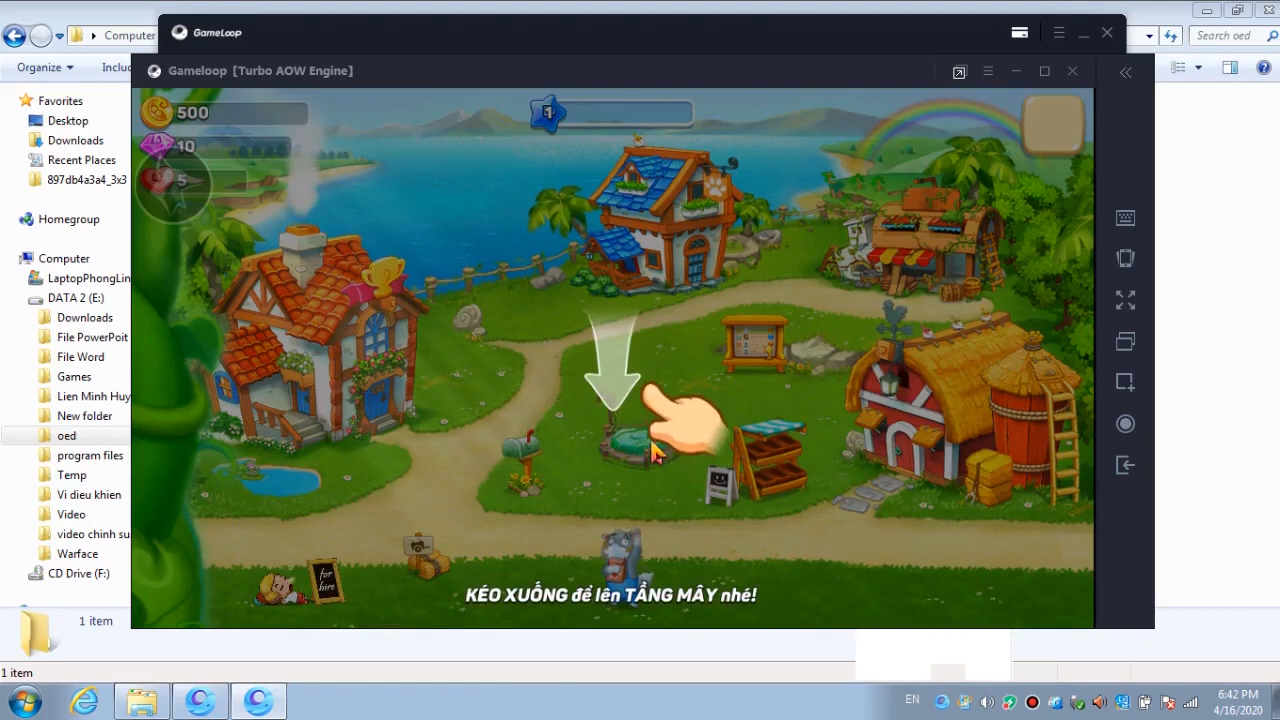 GameLoop
Computer
Search oed
Organize
Inclu
Gameloop【Turbo AOW Engine】
Favorites
Desktop
Downloads
Recent Places
897db4a3a4_3x3
Homegroup
Computer
LaptopPhongLin
DATA 2 (E:)
Downloads
File PowerPoit
File Word
Games
Lien Minh Huy
New folder
oed
program files
Temp
Vi dieu khien
Video
video chinh su
Warface
CD Drive (F:)
500
10
5
1
for
hire
KÉO XUỐNG để lên TẦNG MÂY nhé!
1 item
1 item
EN
6:42 PM
4/16/2020